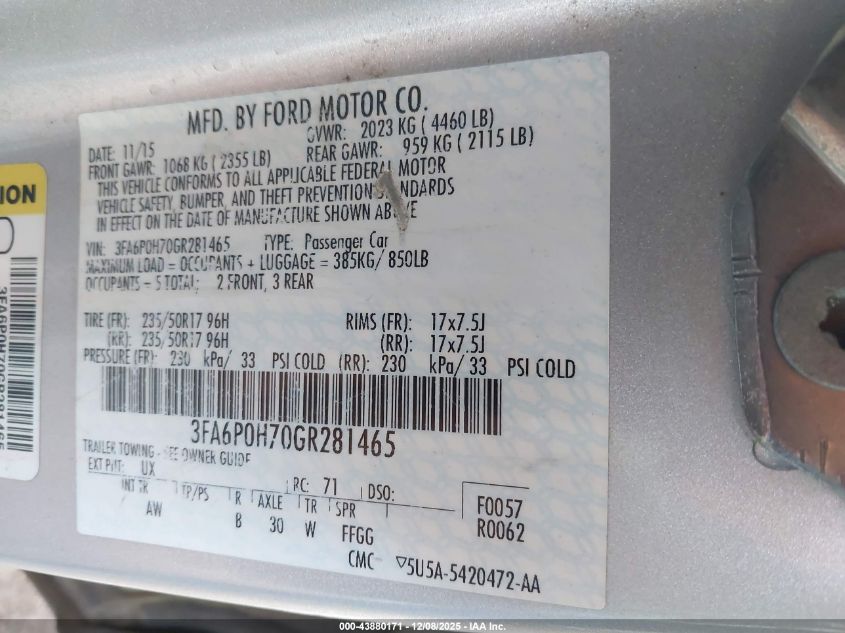 MFD. BY FORD MOTOR CO.
DATE: 11/15 GVWR: 2023 KG ( 4460 LB)
FRONT GAWR: 1068 KG ( 2355 LB) REAR GAWR: 959 KG ( 2115 LB)
THIS VEHICLE CONFORMS TO ALL APPLICABLE FEDERAL MOTOR
VEHICLE SAFETY, BUMPER, AND THEFT PREVENTION STANDARDS
IN EFFECT ON THE DATE OF MANUFACTURE SHOWN ABOVE
VIN: 3FA6P0H70GR281465 TYPE: Passenger Car
MAXIMUM LOAD = OCCUPANTS + LUGGAGE = 385KG/ 850LB
OCCUPANTS - 5 TOTAL; 2 FRONT, 3 REAR
TIRE (FR): 235/50R17 96H RIMS (FR): 17x7.5J
(RR): 235/50R17 96H (RR): 17x7.5J
PRESSURE (FR): 230 kPa/ 33 PSI COLD (RR): 230 kPa/ 33 PSI COLD
3FA6P0H70GR281465
TRAILER TOWING - SEE OWNER GUIDE
EXT PNT: UX RC: 71 DSO:
INT TR TP/PS R AXLE TR SPR F0057
AW B 30 W FFGG R0062
CMC ▽5U5A-5420472-AA
ION
3FA6P0H70GR281465
000-43880171 - 12/08/2025 - IAA Inc.